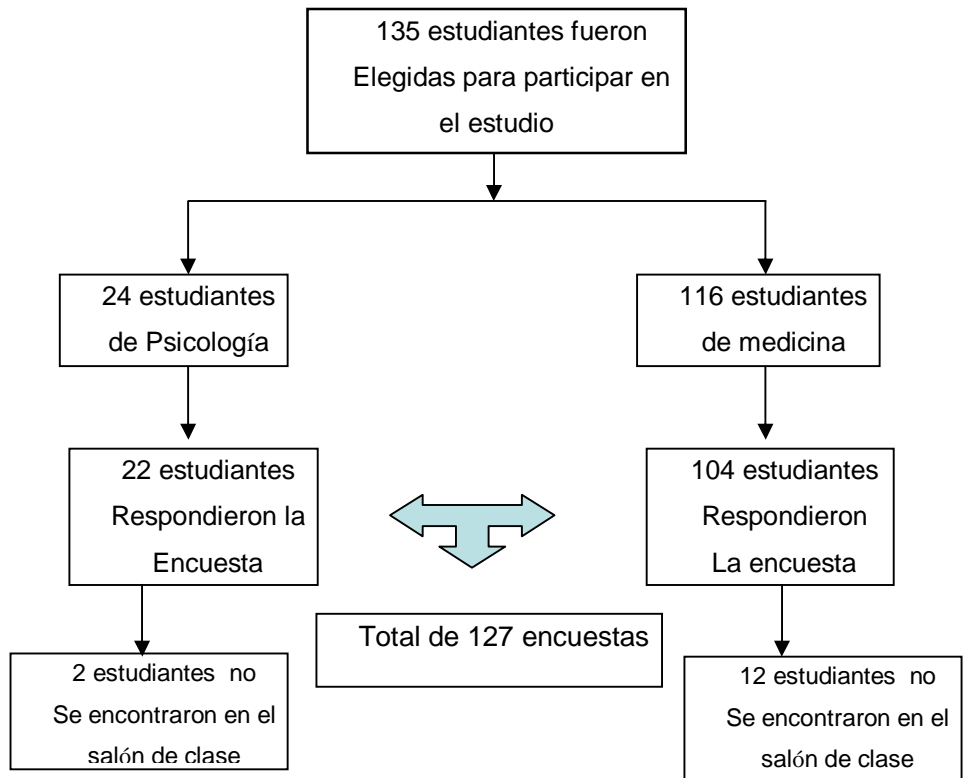 135 estudiantes fueron
Elegidas para participar en
el estudio
24 estudiantes
de Psicología
116 estudiantes
de medicina
22 estudiantes
Respondieron la
Encuesta
104 estudiantes
Respondieron
La encuesta
Total de 127 encuestas
2 estudiantes no
Se encontraron en el
salón de clase
12 estudiantes no
Se encontraron en el
salón de clase